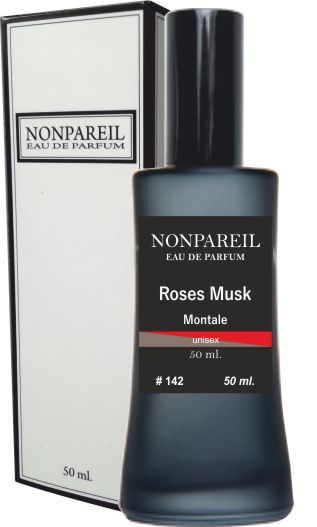 NONPAREIL
EAU DE PARFUM
50 ml.
NONPAREIL
EAU DE PARFUM
Roses Musk
Montale
unisex
50 ml.
# 142 50 ml.